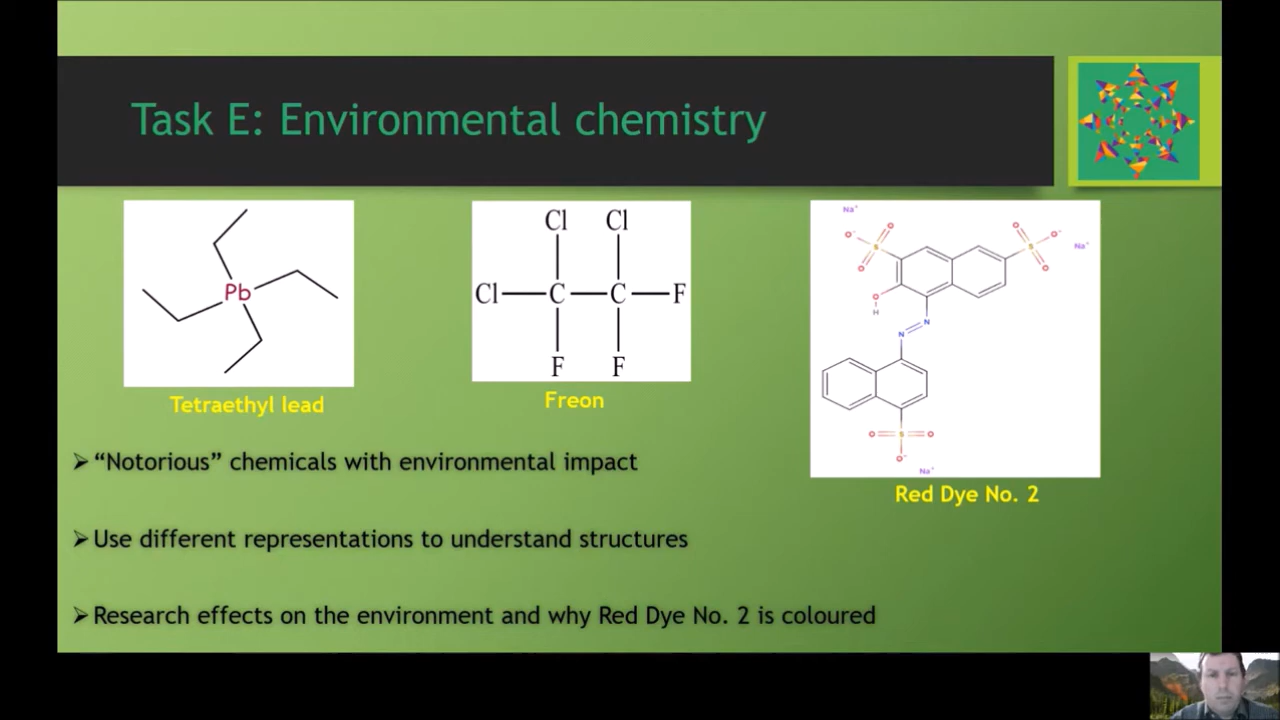 Task E: Environmental chemistry
Pb
Tetraethyl lead
Cl Cl
Cl C C F
F F
Freon
Na⁺
O⁻ O O O⁻
S S Na⁺
O O
O
H
N
N
O S O
O⁻
Na⁺
Red Dye No. 2
“Notorious” chemicals with environmental impact
Use different representations to understand structures
Research effects on the environment and why Red Dye No. 2 is coloured